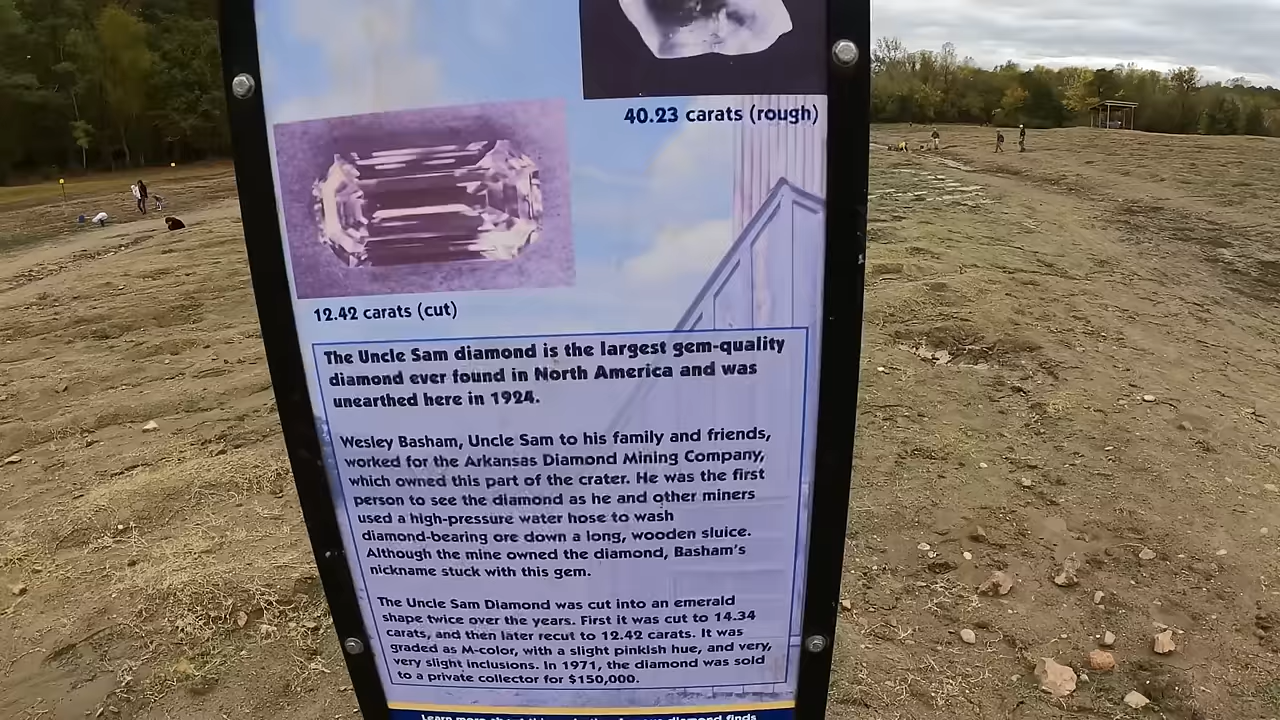 40.23 carats (rough)
12.42 carats (cut)
The Uncle Sam diamond is the largest gem-quality
diamond ever found in North America and was
unearthed here in 1924.
Wesley Basham, Uncle Sam to his family and friends,
worked for the Arkansas Diamond Mining Company,
which owned this part of the crater. He was the first
person to see the diamond as he and other miners
used a high-pressure water hose to wash
diamond-bearing ore down a long, wooden sluice.
Although the mine owned the diamond, Basham's
nickname stuck with this gem.
The Uncle Sam Diamond was cut into an emerald
shape twice over the years. First it was cut to 14.34
carats, and then later recut to 12.42 carats. It was
graded as M-color, with a slight pinkish hue, and very,
very slight inclusions. In 1971, the diamond was sold
to a private collector for $150,000.
Learn more about this diamond finds